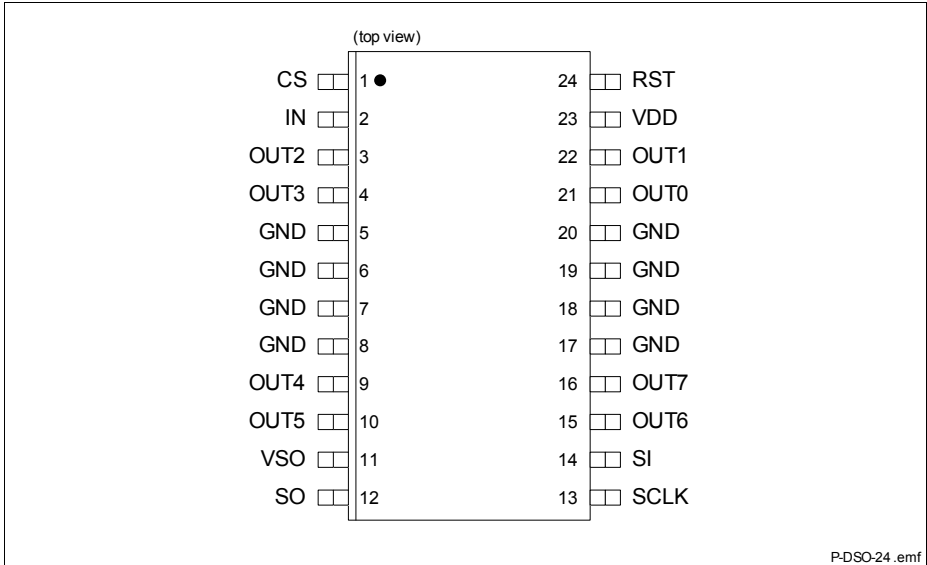 (top view)
CS 1 24 RST
IN 2 23 VDD
OUT2 3 22 OUT1
OUT3 4 21 OUT0
GND 5 20 GND
GND 6 19 GND
GND 7 18 GND
GND 8 17 GND
OUT4 9 16 OUT7
OUT5 10 15 OUT6
VSO 11 14 SI
SO 12 13 SCLK
P-DSO-24 .emf